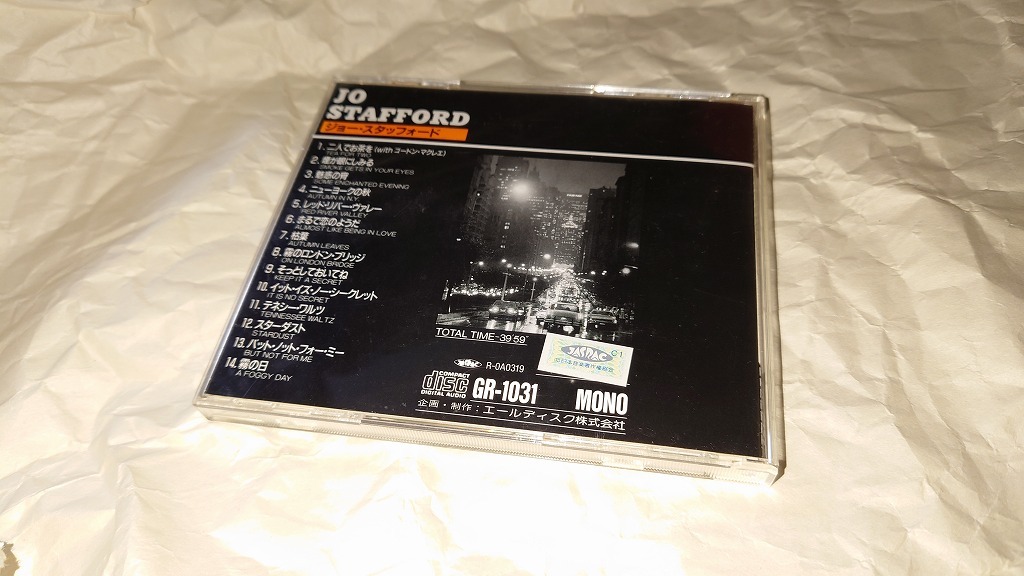 JO
STAFFORD
ジョー・スタッフォード
1. 二人でお茶を (with ゴードン・マクレエ)
TEA FOR TWO
2. 煙が目にしみる
SMOKE GETS IN YOUR EYES
3. 魅惑の宵
SOME ENCHANTED EVENING
4. ニューヨークの秋
AUTUMN IN N.Y.
5. レッド・リバー・ヴァレー
RED RIVER VALLEY
6. まるで恋のようだ
ALMOST LIKE BEING IN LOVE
7. 枯葉
AUTUMN LEAVES
8. 霧のロンドン・ブリッジ
ON LONDON BRIDGE
9. そっとしておいてね
KEEP IT A SECRET
10. イット・イズ・ノー・シークレット
IT IS NO SECRET
11. テネシーワルツ
TENNESSEE WALTZ
12. スターダスト
STARDUST
13. バット・ノット・フォー・ミー
BUT NOT FOR ME
14. 霧の日
A FOGGY DAY
TOTAL TIME-39'59"
JASRAC
R-0A0319
COMPACT
disc
DIGITAL AUDIO
GR-1031
MONO
企画・制作：エールディスク株式会社